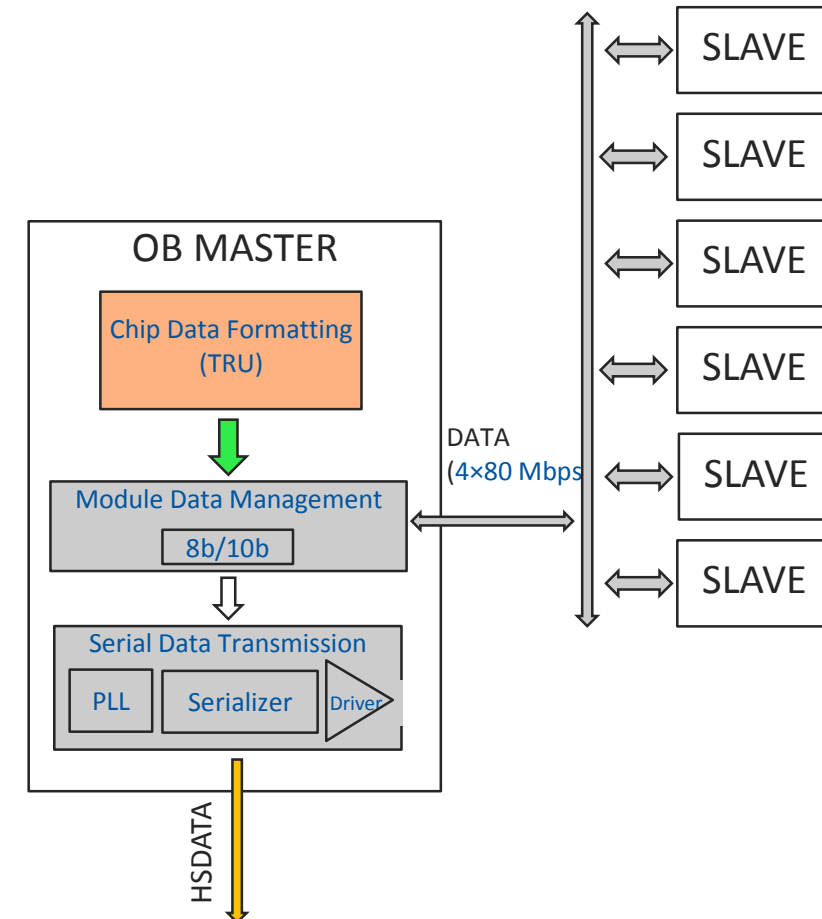 SLAVE
SLAVE
OB MASTER
SLAVE
Chip Data Formatting
(TRU)
SLAVE
DATA
(4×80 Mbps
SLAVE
Module Data Management
8b/10b
SLAVE
Serial Data Transmission
PLL
Serializer
Driver
HSDATA